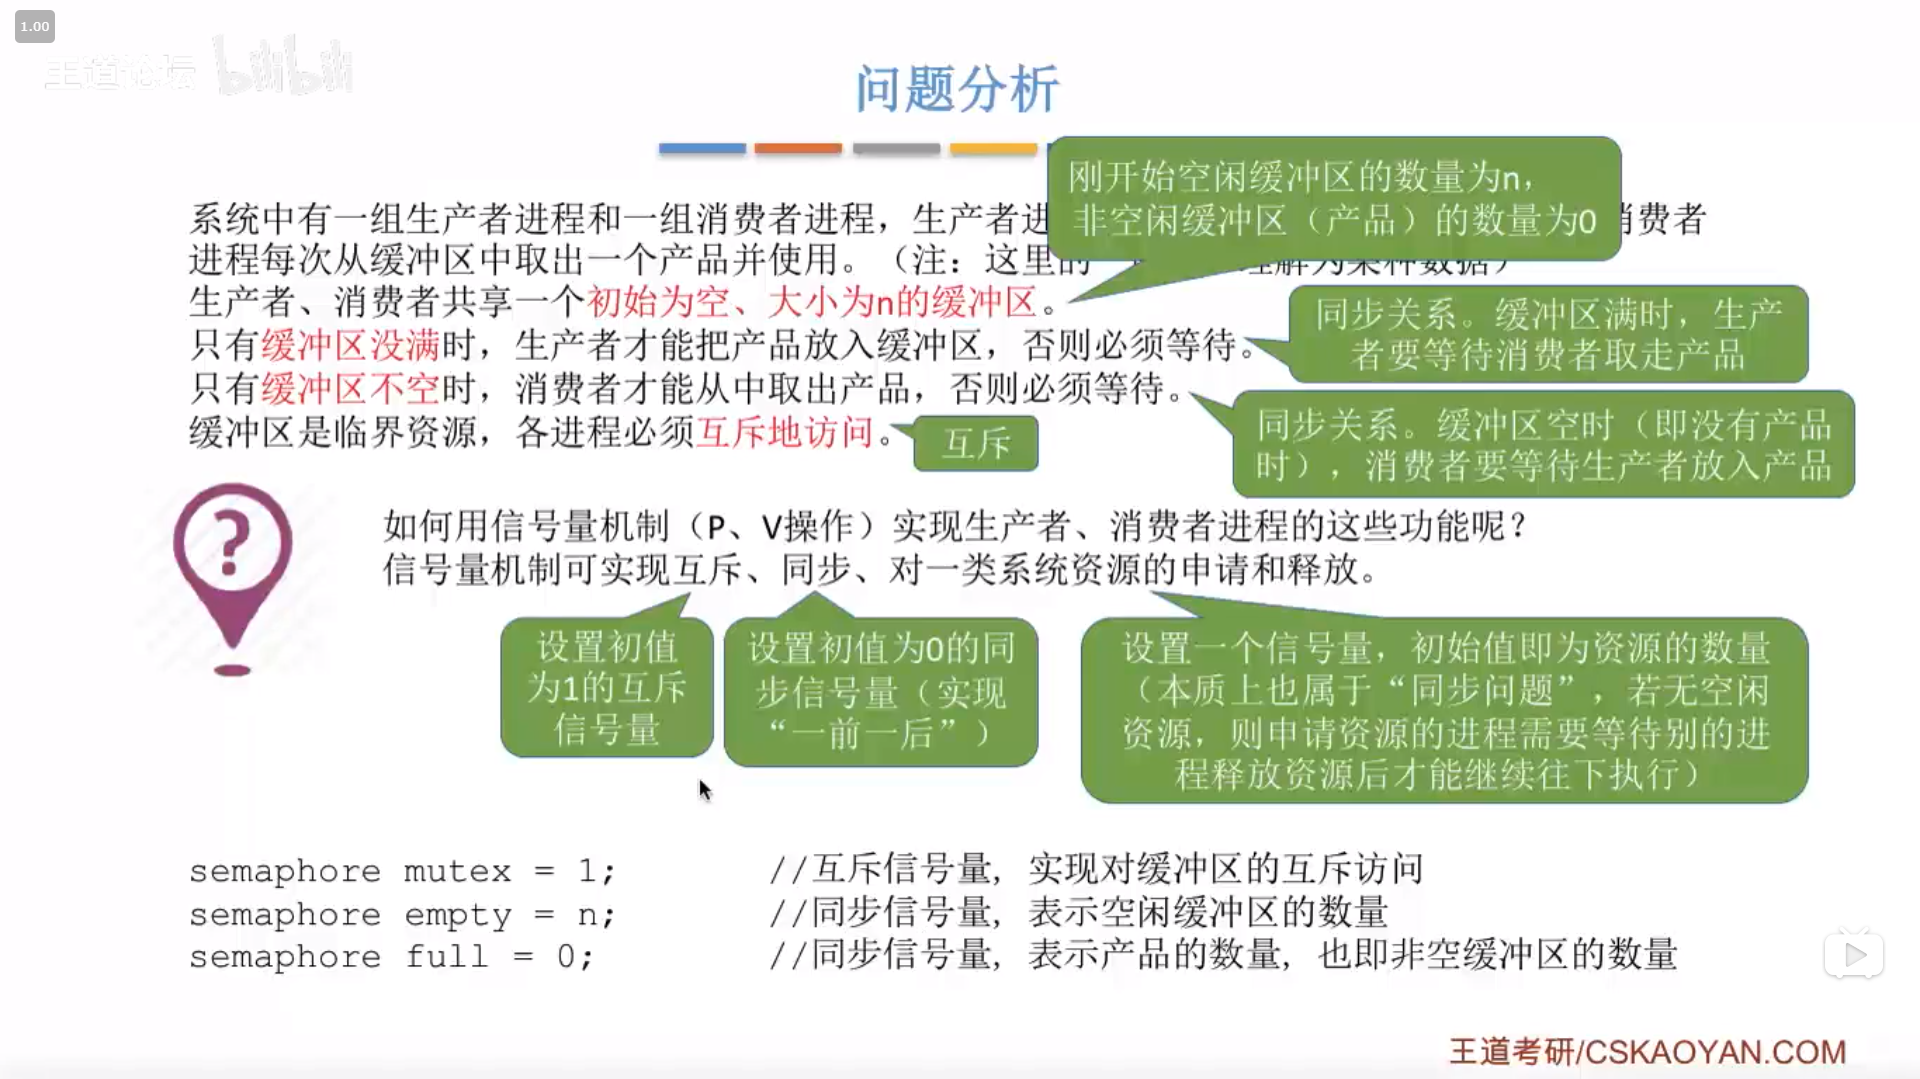 1.00
王道论坛 bilibili
问题分析
刚开始空闲缓冲区的数量为n，
非空闲缓冲区（产品）的数量为0
系统中有一组生产者进程和一组消费者进程，生产者进
消费者
进程每次从缓冲区中取出一个产品并使用。（注：这里的
理解为某种数据）
生产者、消费者共享一个初始为空、大小为n的缓冲区。
只有缓冲区没满时，生产者才能把产品放入缓冲区，否则必须等待。
同步关系。缓冲区满时，生产
者要等待消费者取走产品
只有缓冲区不空时，消费者才能从中取出产品，否则必须等待。
同步关系。缓冲区空时（即没有产品
时），消费者要等待生产者放入产品
缓冲区是临界资源，各进程必须互斥地访问。
互斥
?
如何用信号量机制（P、V操作）实现生产者、消费者进程的这些功能呢？
信号量机制可实现互斥、同步、对一类系统资源的申请和释放。
设置初值
为1的互斥
信号量
设置初值为0的同
步信号量（实现
“一前一后”）
设置一个信号量，初始值即为资源的数量
（本质上也属于“同步问题”，若无空闲
资源，则申请资源的进程需要等待别的进
程释放资源后才能继续往下执行）
semaphore mutex = 1; //互斥信号量，实现对缓冲区的互斥访问
semaphore empty = n; //同步信号量，表示空闲缓冲区的数量
semaphore full = 0; //同步信号量，表示产品的数量，也即非空缓冲区的数量
王道考研/CSKAOYAN.COM